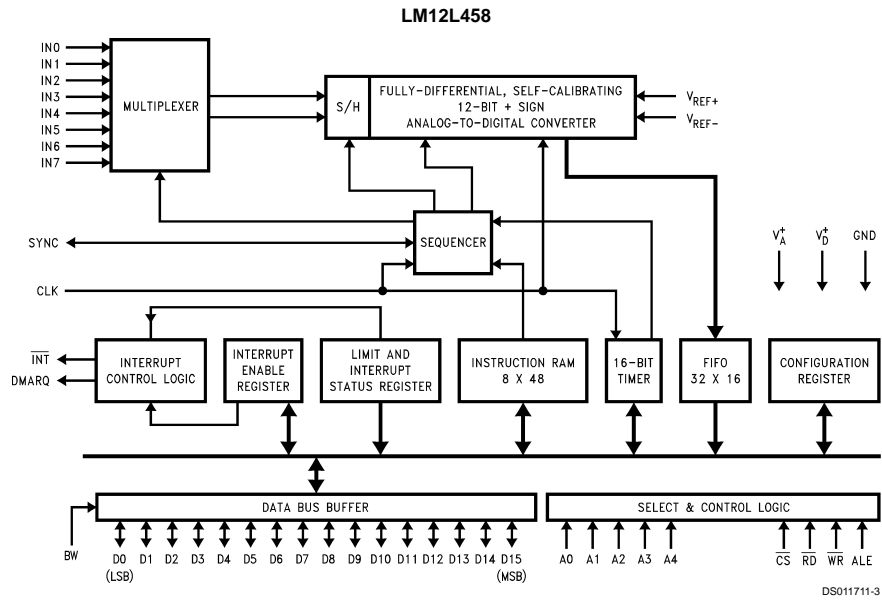 LM12L458
IN0
IN1
IN2
IN3
IN4
IN5
IN6
IN7
MULTIPLEXER
S/H
FULLY-DIFFERENTIAL, SELF-CALIBRATING
12-BIT + SIGN
ANALOG-TO-DIGITAL CONVERTER
VREF+
VREF−
SYNC
SEQUENCER
VA+
VD+
GND
CLK
INT
DMARQ
INTERRUPT
CONTROL LOGIC
INTERRUPT
ENABLE
REGISTER
LIMIT AND
INTERRUPT
STATUS REGISTER
INSTRUCTION RAM
8 X 48
16-BIT
TIMER
FIFO
32 X 16
CONFIGURATION
REGISTER
DATA BUS BUFFER
SELECT & CONTROL LOGIC
BW
D0 D1 D2 D3 D4 D5 D6 D7 D8 D9 D10 D11 D12 D13 D14 D15
(LSB) (MSB)
A0 A1 A2 A3 A4
CS RD WR ALE
DS011711-3